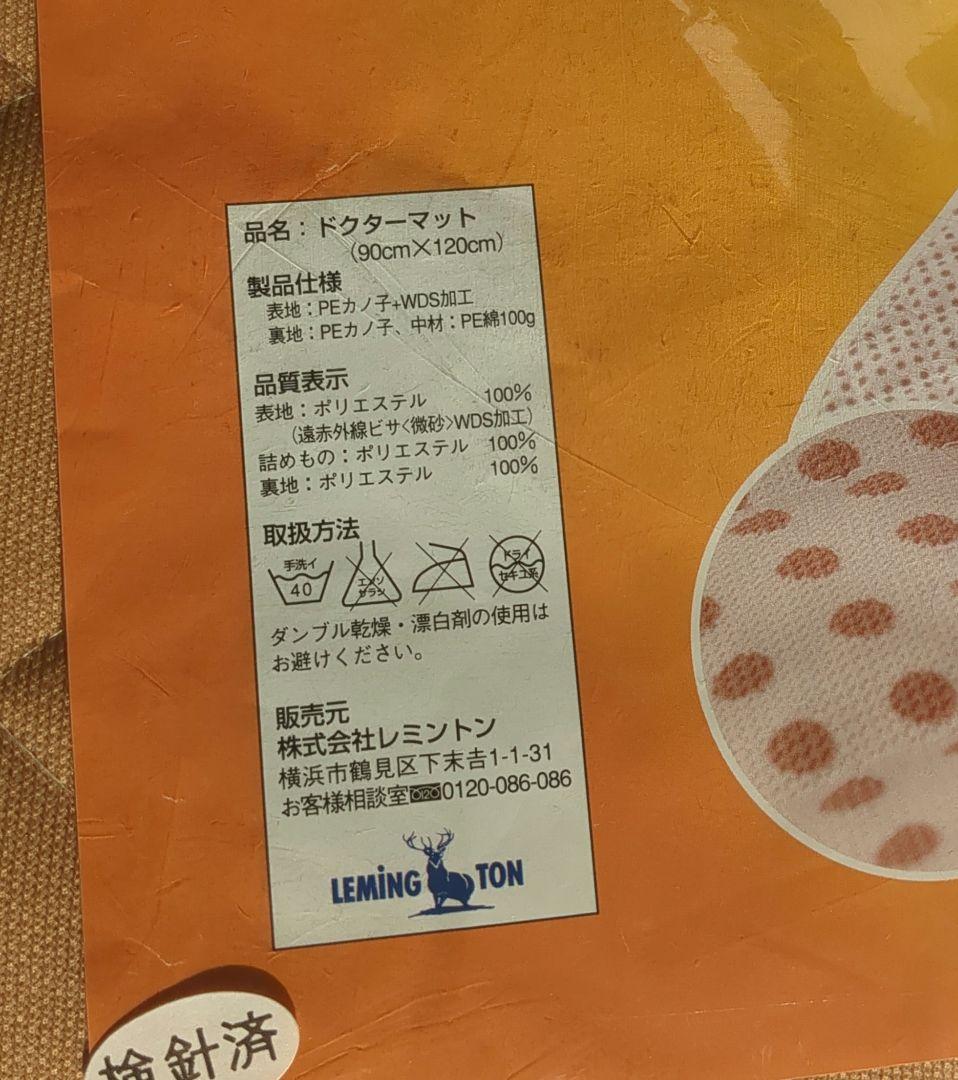 品名：ドクターマット
（90cm×120cm）
製品仕様
表地：PEカノ子+WDS加工
裏地：PEカノ子、中材：PE綿100g
品質表示
表地：ポリエステル 100%
（遠赤外線ビサ<微砂>WDS加工）
詰めもの：ポリエステル 100%
裏地：ポリエステル 100%
取扱方法
手洗イ
40
エンソ
サラシ
ドライ
セキユ系
ダンブル乾燥・漂白剤の使用は
お避けください。
販売元
株式会社レミントン
横浜市鶴見区下末吉1-1-31
お客様相談室0120-086-086
LEMiNGTON
検針済